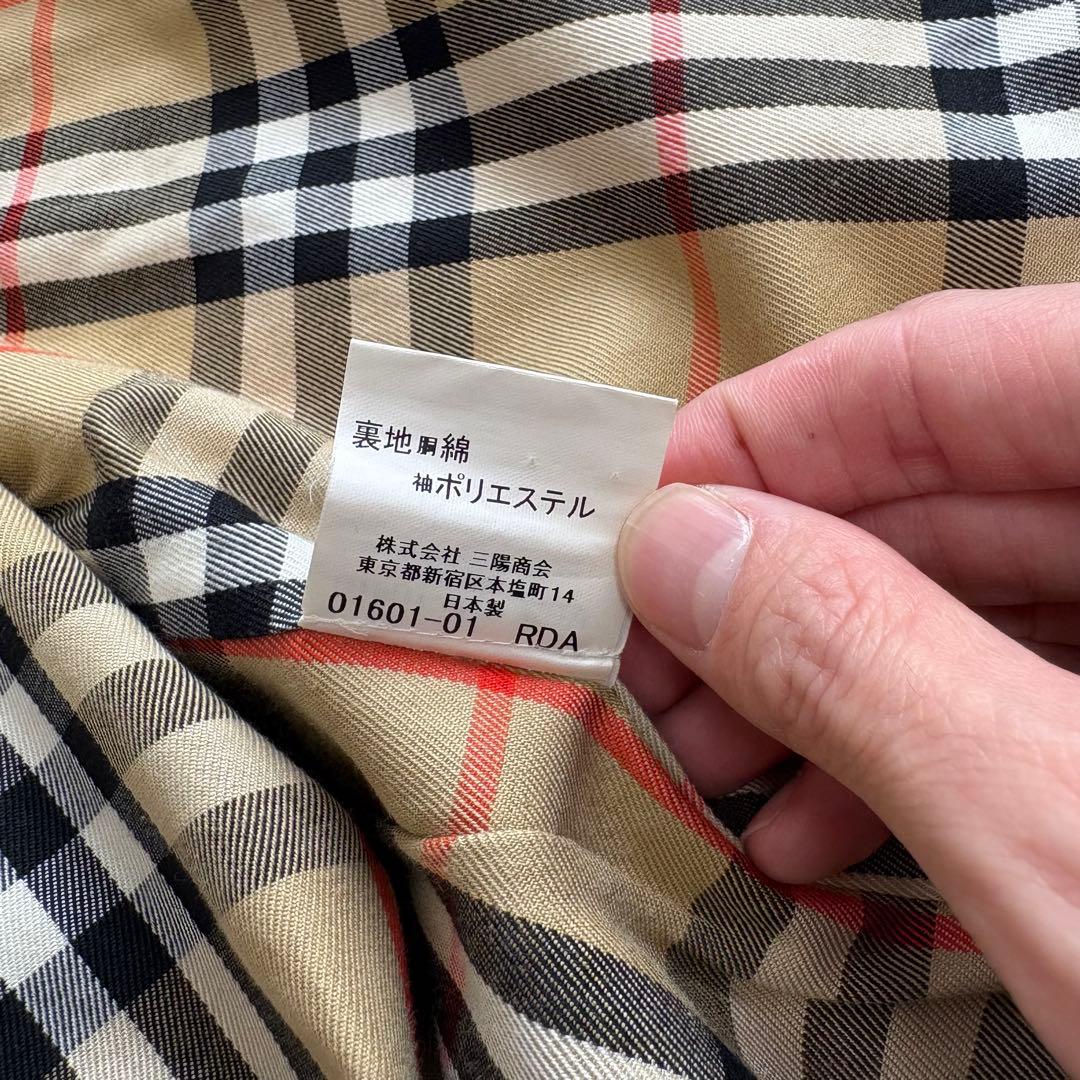 裏地胴綿
袖ポリエステル
株式会社 三陽商会
東京都新宿区本塩町14
日本製
01601-01 RDA